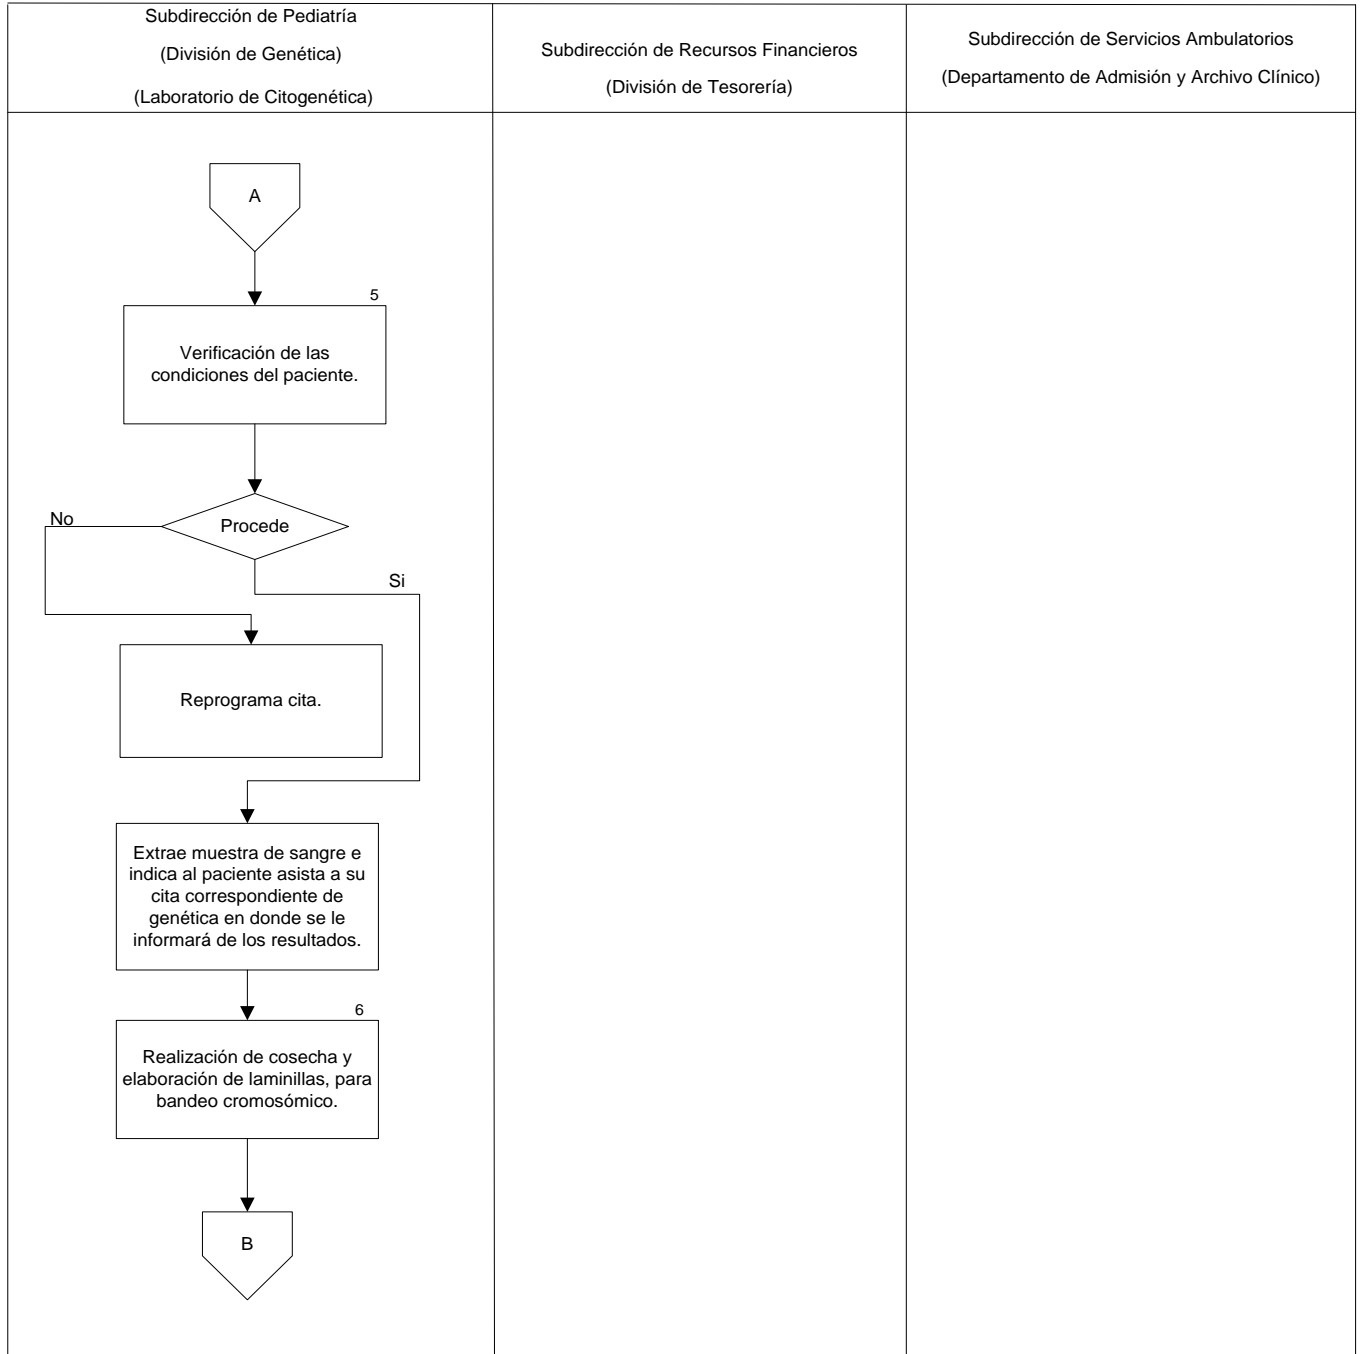 Subdirección de Pediatría
(División de Genética)
(Laboratorio de Citogenética)
Subdirección de Recursos Financieros
(División de Tesorería)
Subdirección de Servicios Ambulatorios
(Departamento de Admisión y Archivo Clínico)
A
5
Verificación de las
condiciones del paciente.
Procede
No
Si
Reprograma cita.
Extrae muestra de sangre e
indica al paciente asista a su
cita correspondiente de
genética en donde se le
informará de los resultados.
6
Realización de cosecha y
elaboración de laminillas, para
bandeo cromosómico.
B